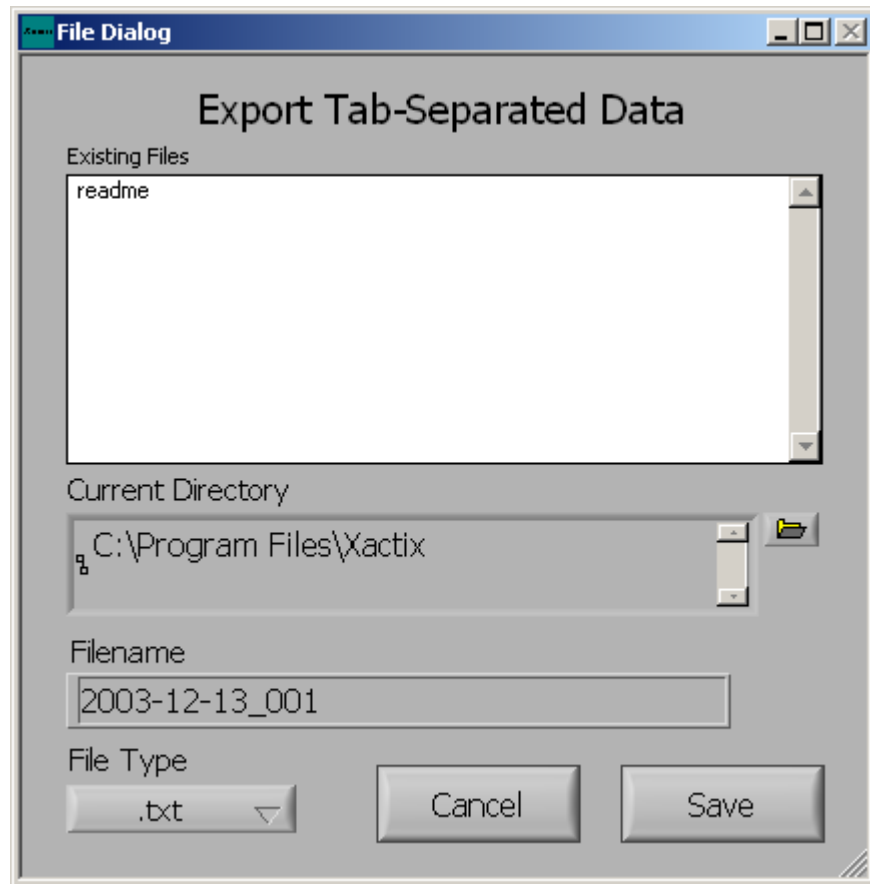 File Dialog
Export Tab-Separated Data
Existing Files
readme
Current Directory
C:\Program Files\Xactix
Filename
2003-12-13_001
File Type
.txt
Cancel
Save